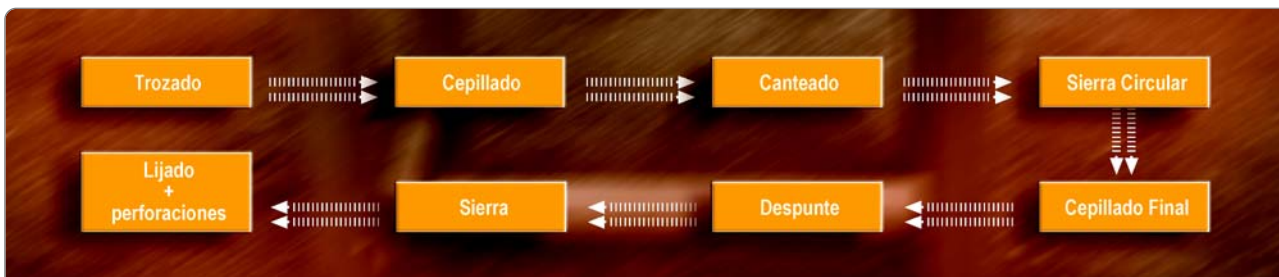 Trozado
Cepillado
Canteado
Sierra Circular
Cepillado Final
Despunte
Sierra
Lijado
+
perforaciones